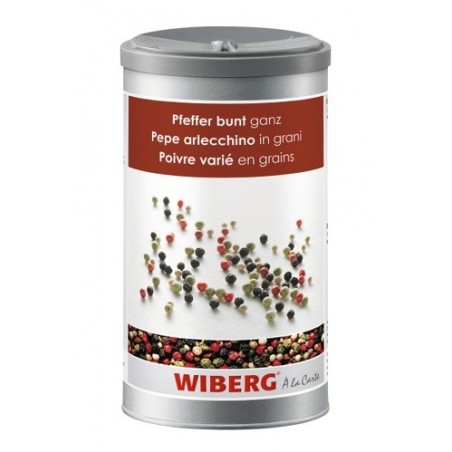 Pfeffer bunt ganz
Pepe arlecchino in grani
Poivre varié en grains
WIBERG® A la Carte